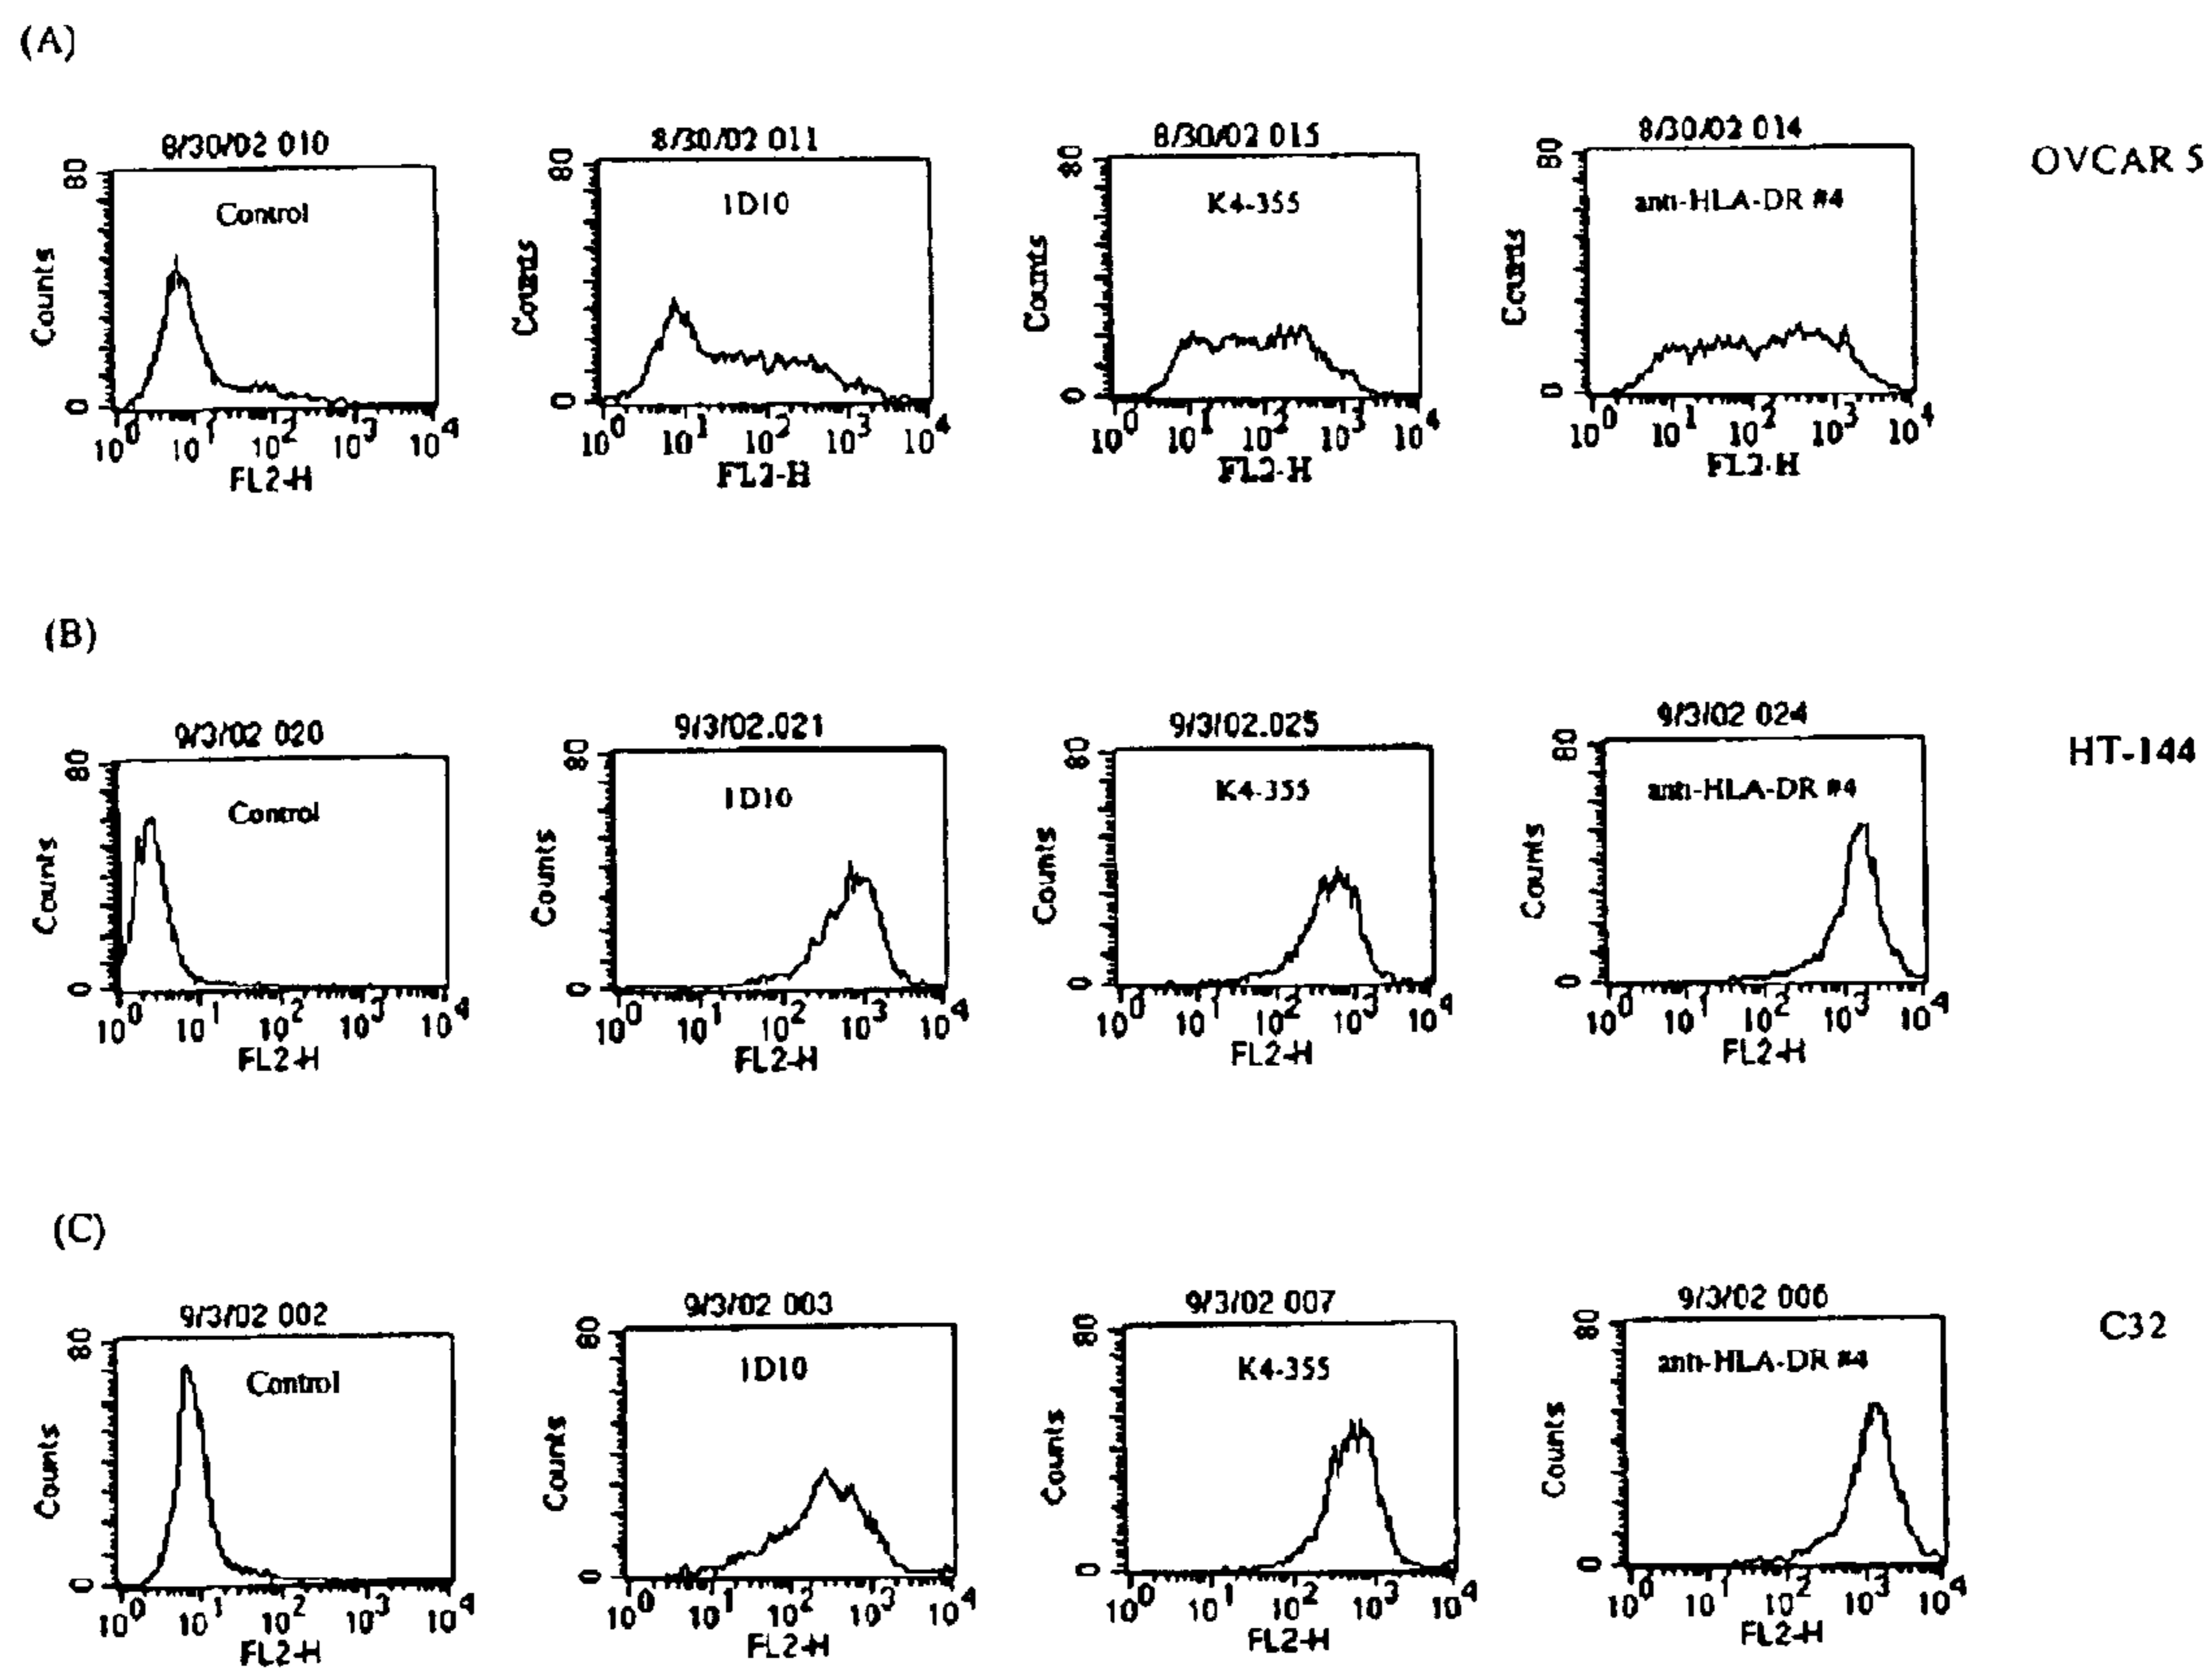 (A)
8/30/02 010
8/30/02 011
8/30/02 015
8/30/02 014
OVCAR 5
80
Counts
0
Control
10^0 10^1 10^2 10^3 10^4
FL2-H
80
Counts
0
1D10
10^0 10^1 10^2 10^3 10^4
FL2-H
80
Counts
0
K4-355
10^0 10^1 10^2 10^3 10^4
FL2-H
80
Counts
0
anti-HLA-DR #4
10^0 10^1 10^2 10^3 10^4
FL2-H
(B)
9/3/02 020
9/3/02.021
9/3/02.025
9/3/02 024
HT-144
80
Counts
0
Control
10^0 10^1 10^2 10^3 10^4
FL2-H
80
Counts
0
1D10
10^0 10^1 10^2 10^3 10^4
FL2-H
80
Counts
0
K4-355
10^0 10^1 10^2 10^3 10^4
FL2-H
80
Counts
0
anti-HLA-DR #4
10^0 10^1 10^2 10^3 10^4
FL2-H
(C)
9/3/02 002
9/3/02 003
9/3/02 007
9/3/02 006
C32
80
Counts
0
Control
10^0 10^1 10^2 10^3 10^4
FL2-H
80
Counts
0
1D10
10^0 10^1 10^2 10^3 10^4
FL2-H
80
Counts
0
K4-355
10^0 10^1 10^2 10^3 10^4
FL2-H
80
Counts
0
anti-HLA-DR #4
10^0 10^1 10^2 10^3 10^4
FL2-H